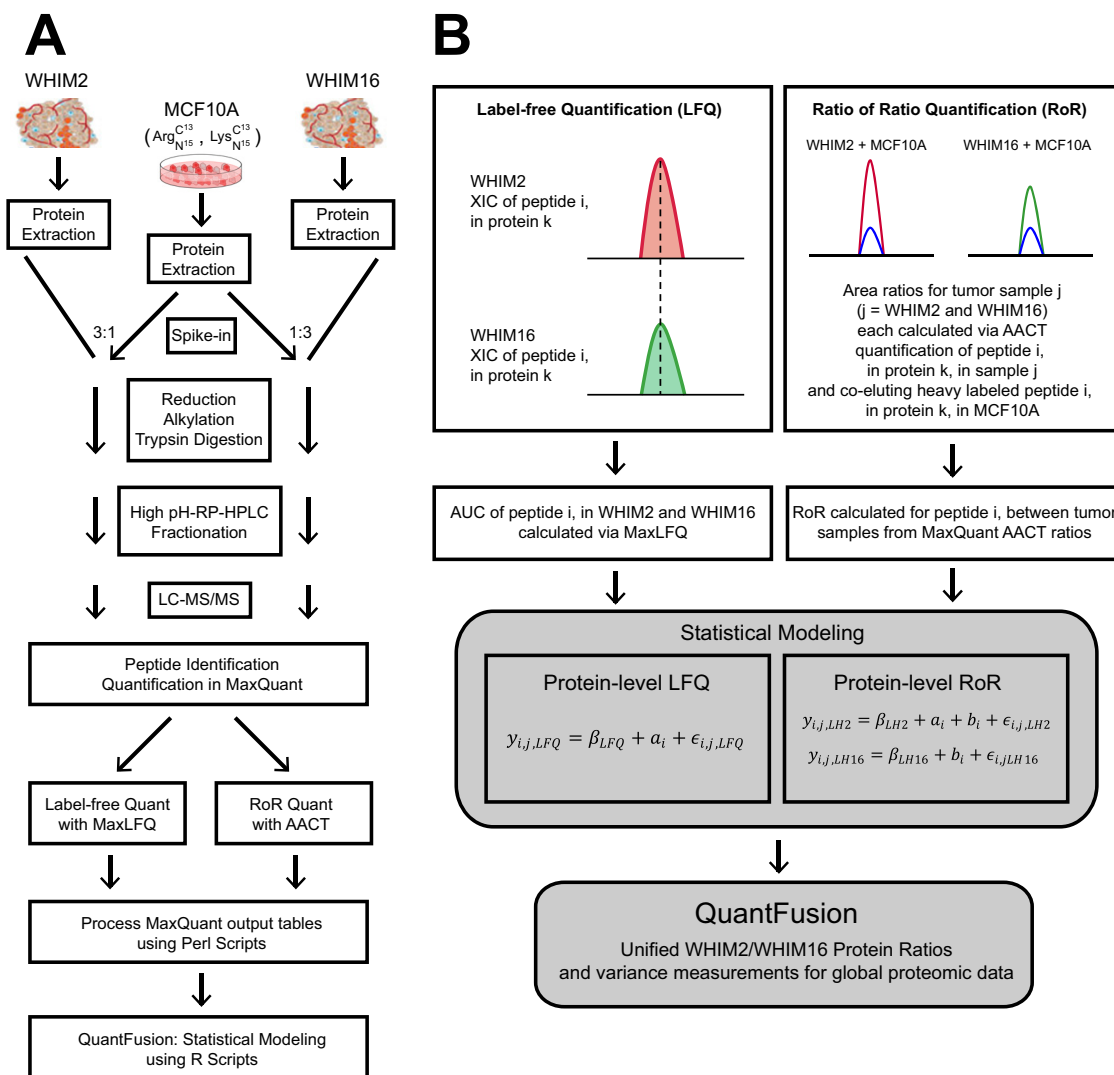 A
WHIM2
MCF10A
(Arg C13 N15 , Lys C13 N15)
WHIM16
Protein
Extraction
Protein
Extraction
Protein
Extraction
3:1
Spike-in
1:3
Reduction
Alkylation
Trypsin Digestion
High pH-RP-HPLC
Fractionation
LC-MS/MS
Peptide Identification
Quantification in MaxQuant
Label-free Quant
with MaxLFQ
RoR Quant
with AACT
Process MaxQuant output tables
using Perl Scripts
QuantFusion: Statistical Modeling
using R Scripts
B
Label-free Quantification (LFQ)
WHIM2
XIC of peptide i,
in protein k
WHIM16
XIC of peptide i,
in protein k
Ratio of Ratio Quantification (RoR)
WHIM2 + MCF10A
WHIM16 + MCF10A
Area ratios for tumor sample j
(j = WHIM2 and WHIM16)
each calculated via AACT
quantification of peptide i,
in protein k, in sample j
and co-eluting heavy labeled peptide i,
in protein k, in MCF10A
AUC of peptide i, in WHIM2 and WHIM16
calculated via MaxLFQ
RoR calculated for peptide i, between tumor
samples from MaxQuant AACT ratios
Statistical Modeling
Protein-level LFQ
y_{i,j,LFQ} = β_{LFQ} + a_i + ϵ_{i,j,LFQ}
Protein-level RoR
y_{i,j,LH2} = β_{LH2} + a_i + b_i + ϵ_{i,j,LH2}
y_{i,j,LH16} = β_{LH16} + b_i + ϵ_{i,jLH16}
QuantFusion
Unified WHIM2/WHIM16 Protein Ratios
and variance measurements for global proteomic data